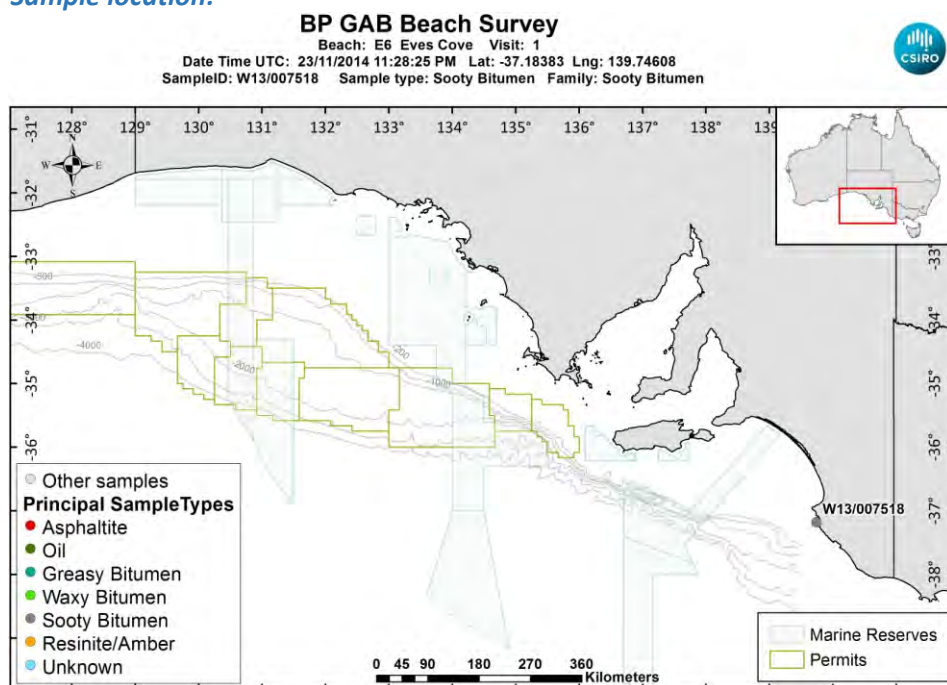 Sample location:
BP GAB Beach Survey
Beach: E6 Eves Cove Visit: 1
Date Time UTC: 23/11/2014 11:28:25 PM Lat: -37.18383 Lng: 139.74608
SampleID: W13/007518 Sample type: Sooty Bitumen Family: Sooty Bitumen
CSIRO
128° 129° 130° 131° 132° 133° 134° 135° 136° 137° 138° 139
-31°
-32°
-33°
-34°
-35°
-36°
-37°
-38°
-31°
-32°
-33°
-34°
-35°
-36°
-37°
-38°
N
W E
S
-4000
-2000
-200
-1000
W13/007518
Other samples
Principal SampleTypes
Asphaltite
Oil
Greasy Bitumen
Waxy Bitumen
Sooty Bitumen
Resinite/Amber
Unknown
0 45 90 180 270 360
Kilometers
Marine Reserves
Permits